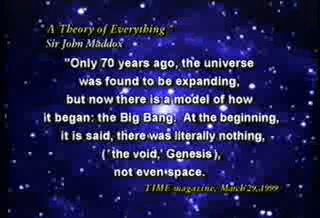 "A Theory of Everything"
Sir John Maddox
"Only 70 years ago, the universe
was found to be expanding,
but now there is a model of how
it began: the Big Bang.  At the beginning,
it is said, there was literally nothing,
('the void,' Genesis),
not even space.
TIME magazine, March 29, 1999